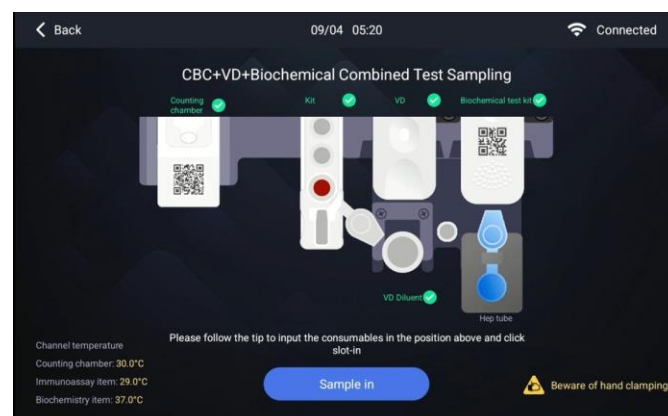 Back
09/04 05:20
Connected
CBC+VD+Biochemical Combined Test Sampling
Counting
chamber
Kit
VD
Biochemical test kit
VD Diluent
Hep tube
Please follow the tip to input the consumables in the position above and click
slot-in
Channel temperature
Counting chamber: 30.0°C
Immunoassay item: 29.0°C
Biochemistry item: 37.0°C
Sample in
Beware of hand clamping